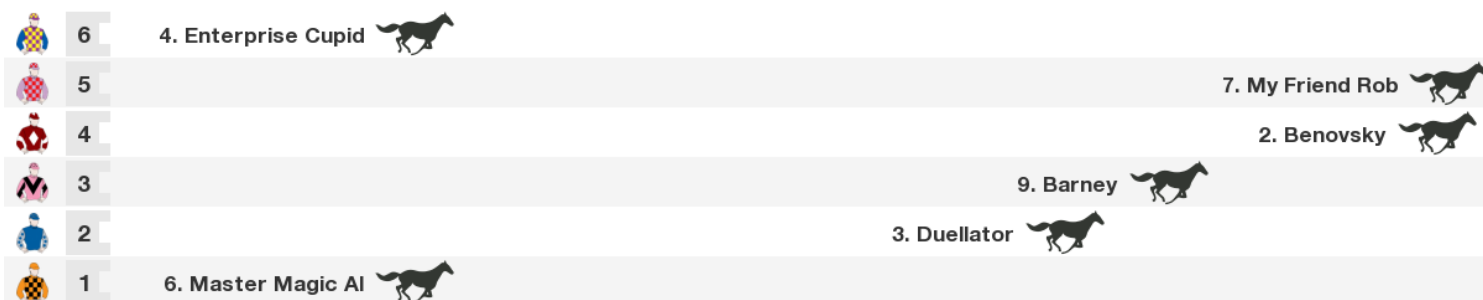 6 4. Enterprise Cupid
5 7. My Friend Rob
4 2. Benovsky
3 9. Barney
2 3. Duellator
1 6. Master Magic Al